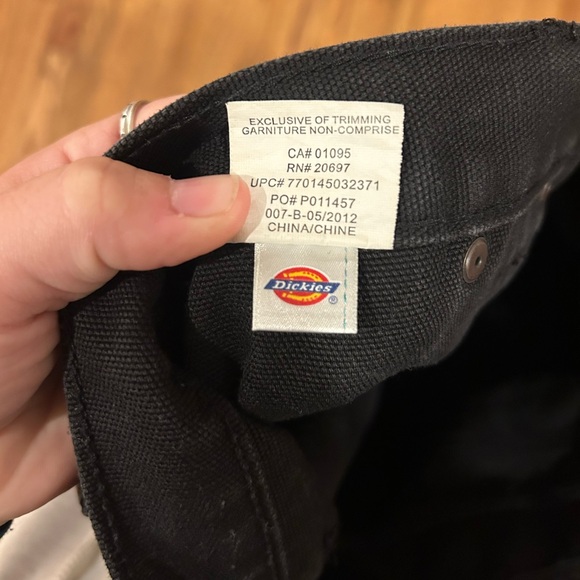 EXCLUSIVE OF TRIMMING
GARNITURE NON-COMPRISE
CA# 01095
RN# 20697
UPC# 770145032371
PO# P011457
007-B-05/2012
CHINA/CHINE
Dickies
®